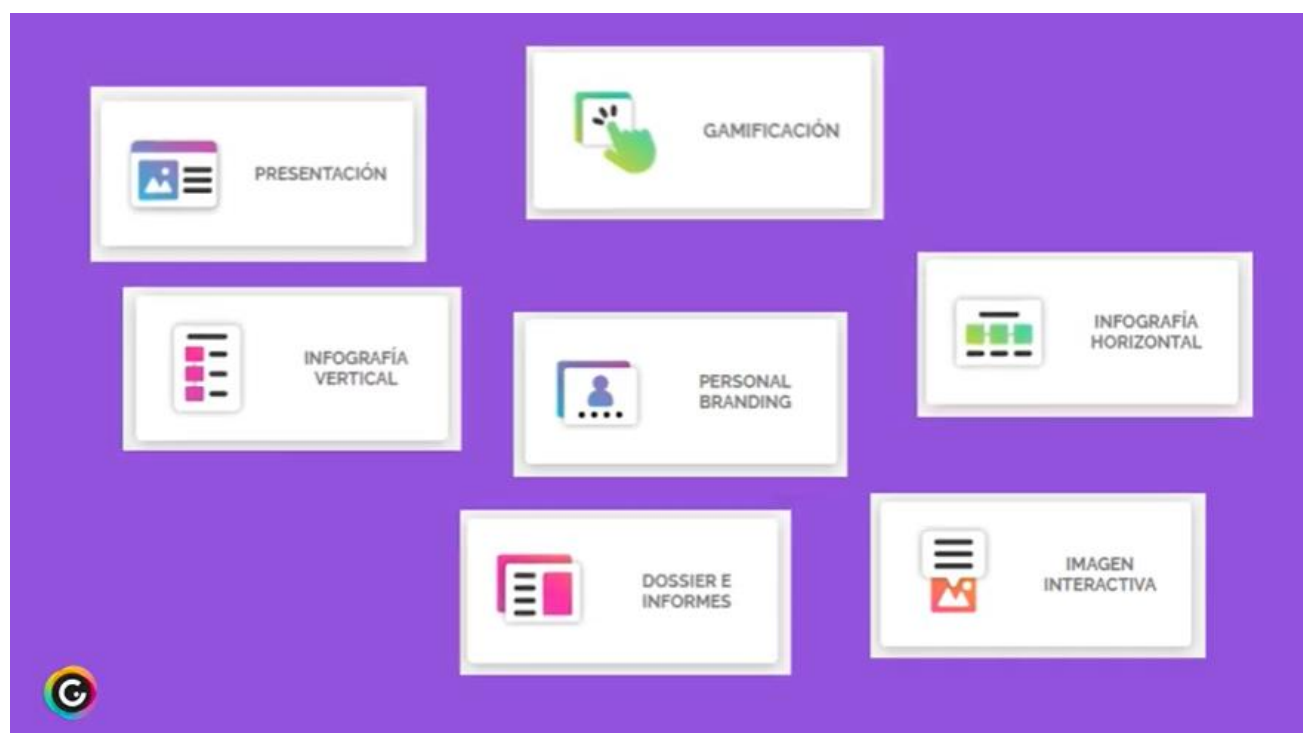 PRESENTACIÓN
GAMIFICACIÓN
INFOGRAFÍA
VERTICAL
PERSONAL
BRANDING
INFOGRAFÍA
HORIZONTAL
DOSSIER E
INFORMES
IMAGEN
INTERACTIVA
G